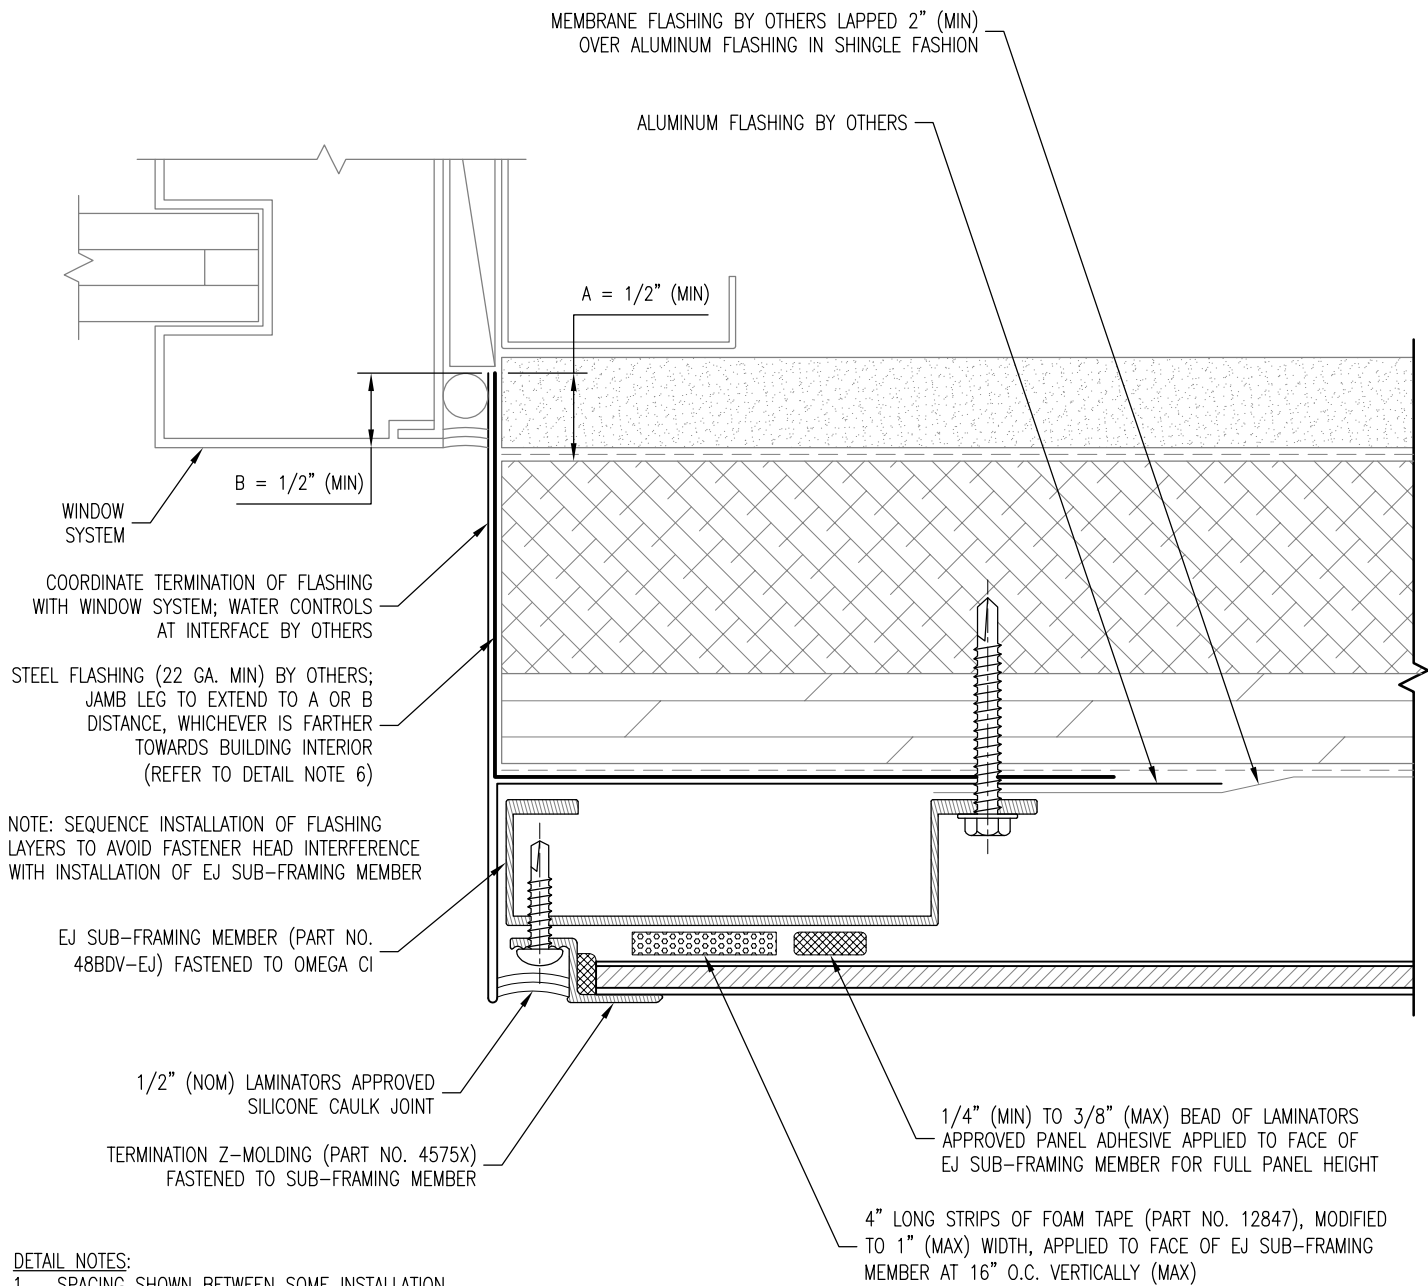 MEMBRANE FLASHING BY OTHERS LAPPED 2” (MIN)
OVER ALUMINUM FLASHING IN SHINGLE FASHION
ALUMINUM FLASHING BY OTHERS
A = 1/2” (MIN)
B = 1/2” (MIN)
WINDOW
SYSTEM
COORDINATE TERMINATION OF FLASHING
WITH WINDOW SYSTEM; WATER CONTROLS
AT INTERFACE BY OTHERS
STEEL FLASHING (22 GA. MIN) BY OTHERS;
JAMB LEG TO EXTEND TO A OR B
DISTANCE, WHICHEVER IS FARTHER
TOWARDS BUILDING INTERIOR
(REFER TO DETAIL NOTE 6)
NOTE: SEQUENCE INSTALLATION OF FLASHING
LAYERS TO AVOID FASTENER HEAD INTERFERENCE
WITH INSTALLATION OF EJ SUB-FRAMING MEMBER
EJ SUB-FRAMING MEMBER (PART NO.
48BDV-EJ) FASTENED TO OMEGA CI
1/2” (NOM) LAMINATORS APPROVED
SILICONE CAULK JOINT
TERMINATION Z-MOLDING (PART NO. 4575X)
FASTENED TO SUB-FRAMING MEMBER
1/4” (MIN) TO 3/8” (MAX) BEAD OF LAMINATORS
APPROVED PANEL ADHESIVE APPLIED TO FACE OF
EJ SUB-FRAMING MEMBER FOR FULL PANEL HEIGHT
4” LONG STRIPS OF FOAM TAPE (PART NO. 12847), MODIFIED
TO 1” (MAX) WIDTH, APPLIED TO FACE OF EJ SUB-FRAMING
MEMBER AT 16” O.C. VERTICALLY (MAX)
DETAIL NOTES:
1. SPACING SHOWN BETWEEN SOME INSTALLATION